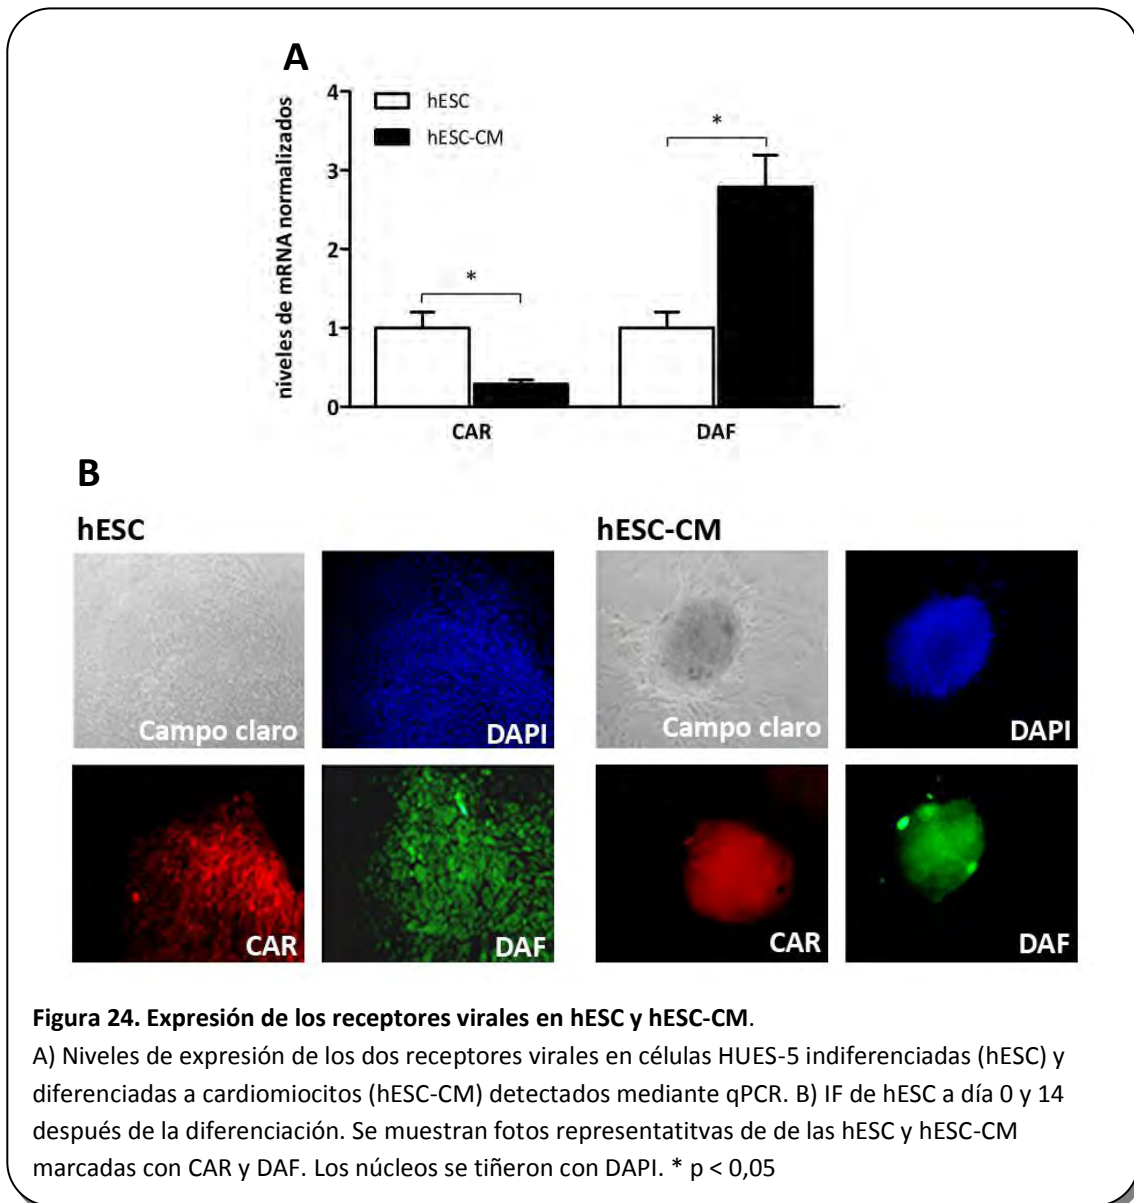 A
niveles de mRNA normalizados
4
3
2
1
0
hESC
hESC-CM
*
*
CAR
DAF
B
hESC
hESC-CM
Campo claro
DAPI
Campo claro
DAPI
CAR
DAF
CAR
DAF
Figura 24. Expresión de los receptores virales en hESC y hESC-CM.
A) Niveles de expresión de los dos receptores virales en células HUES-5 indiferenciadas (hESC) y
diferenciadas a cardiomiocitos (hESC-CM) detectados mediante qPCR. B) IF de hESC a día 0 y 14
después de la diferenciación. Se muestran fotos representatitvas de de las hESC y hESC-CM
marcadas con CAR y DAF. Los núcleos se tiñeron con DAPI. * p < 0,05